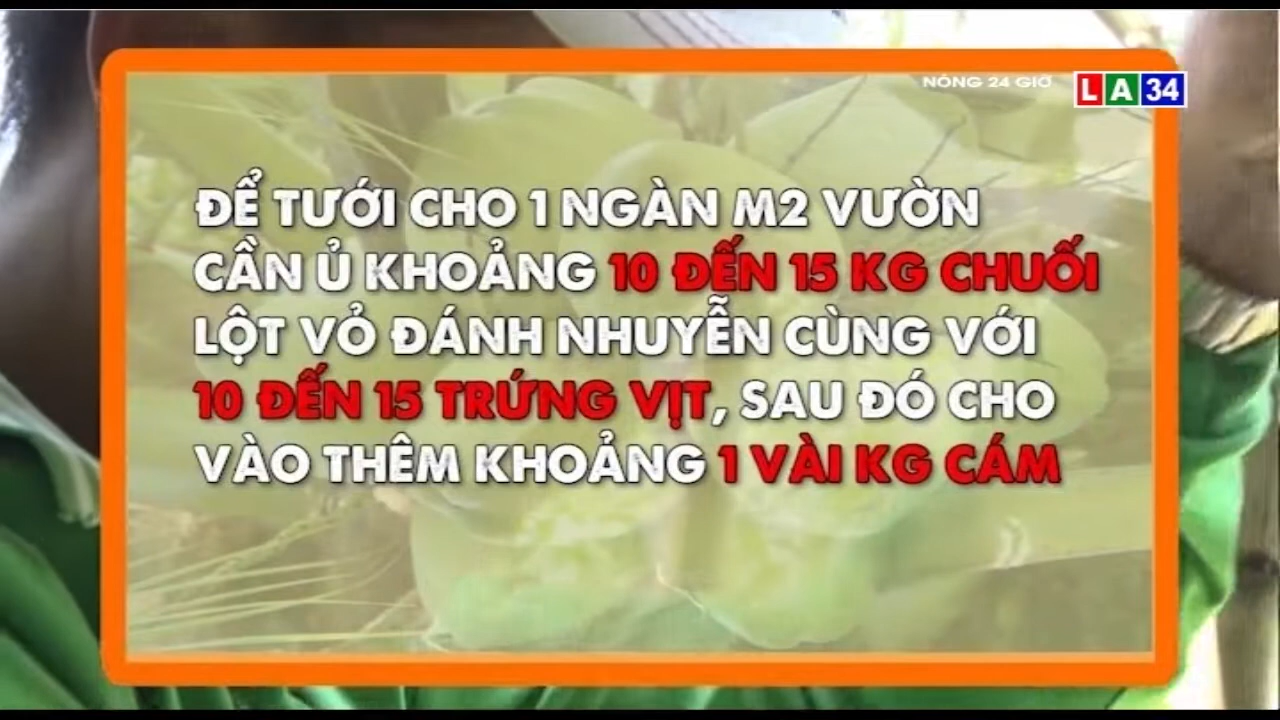 NÓNG 24 GIỜ
LA34
ĐỂ TƯỚI CHO 1 NGÀN M2 VƯỜN
CẦN Ủ KHOẢNG 10 ĐẾN 15 KG CHUỐI
LỘT VỎ ĐÁNH NHUYỄN CÙNG VỚI
10 ĐẾN 15 TRỨNG VỊT, SAU ĐÓ CHO
VÀO THÊM KHOẢNG 1 VÀI KG CÁM